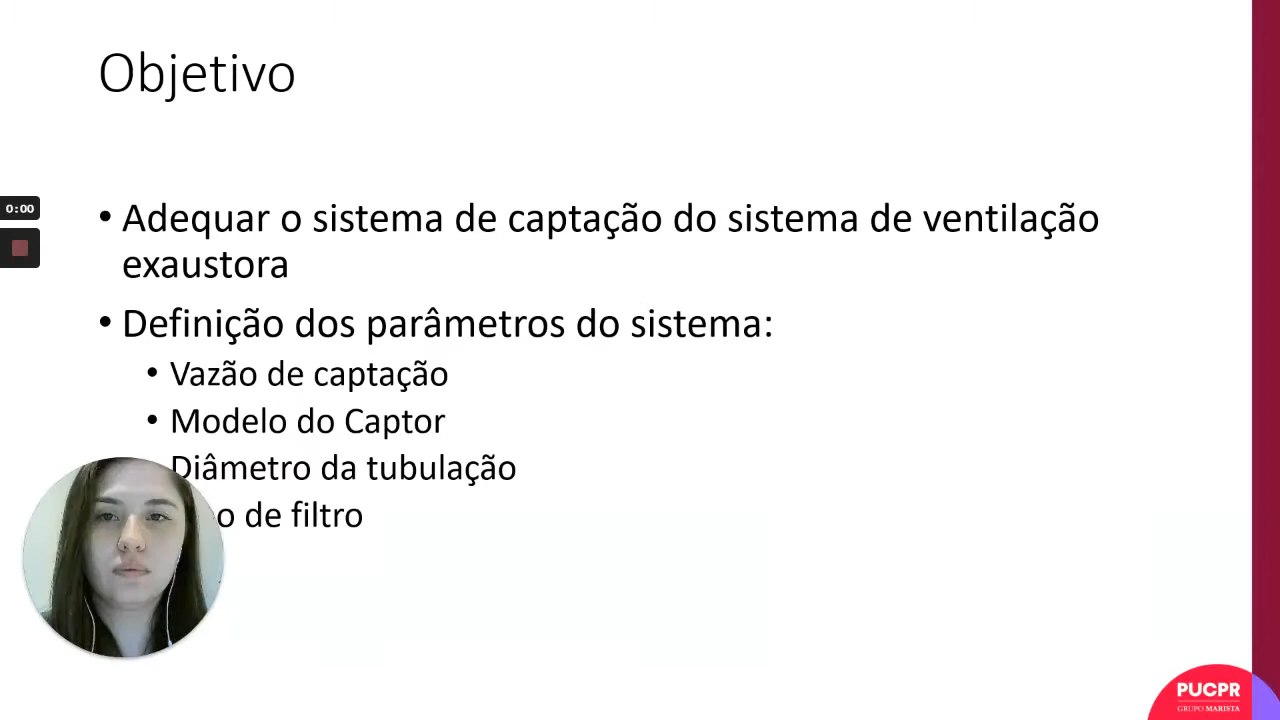 Objetivo
0:00
• Adequar o sistema de captação do sistema de ventilação
exaustora
• Definição dos parâmetros do sistema:
• Vazão de captação
• Modelo do Captor
Diâmetro da tubulação
de filtro
PUCPR
GRUPO MARISTA